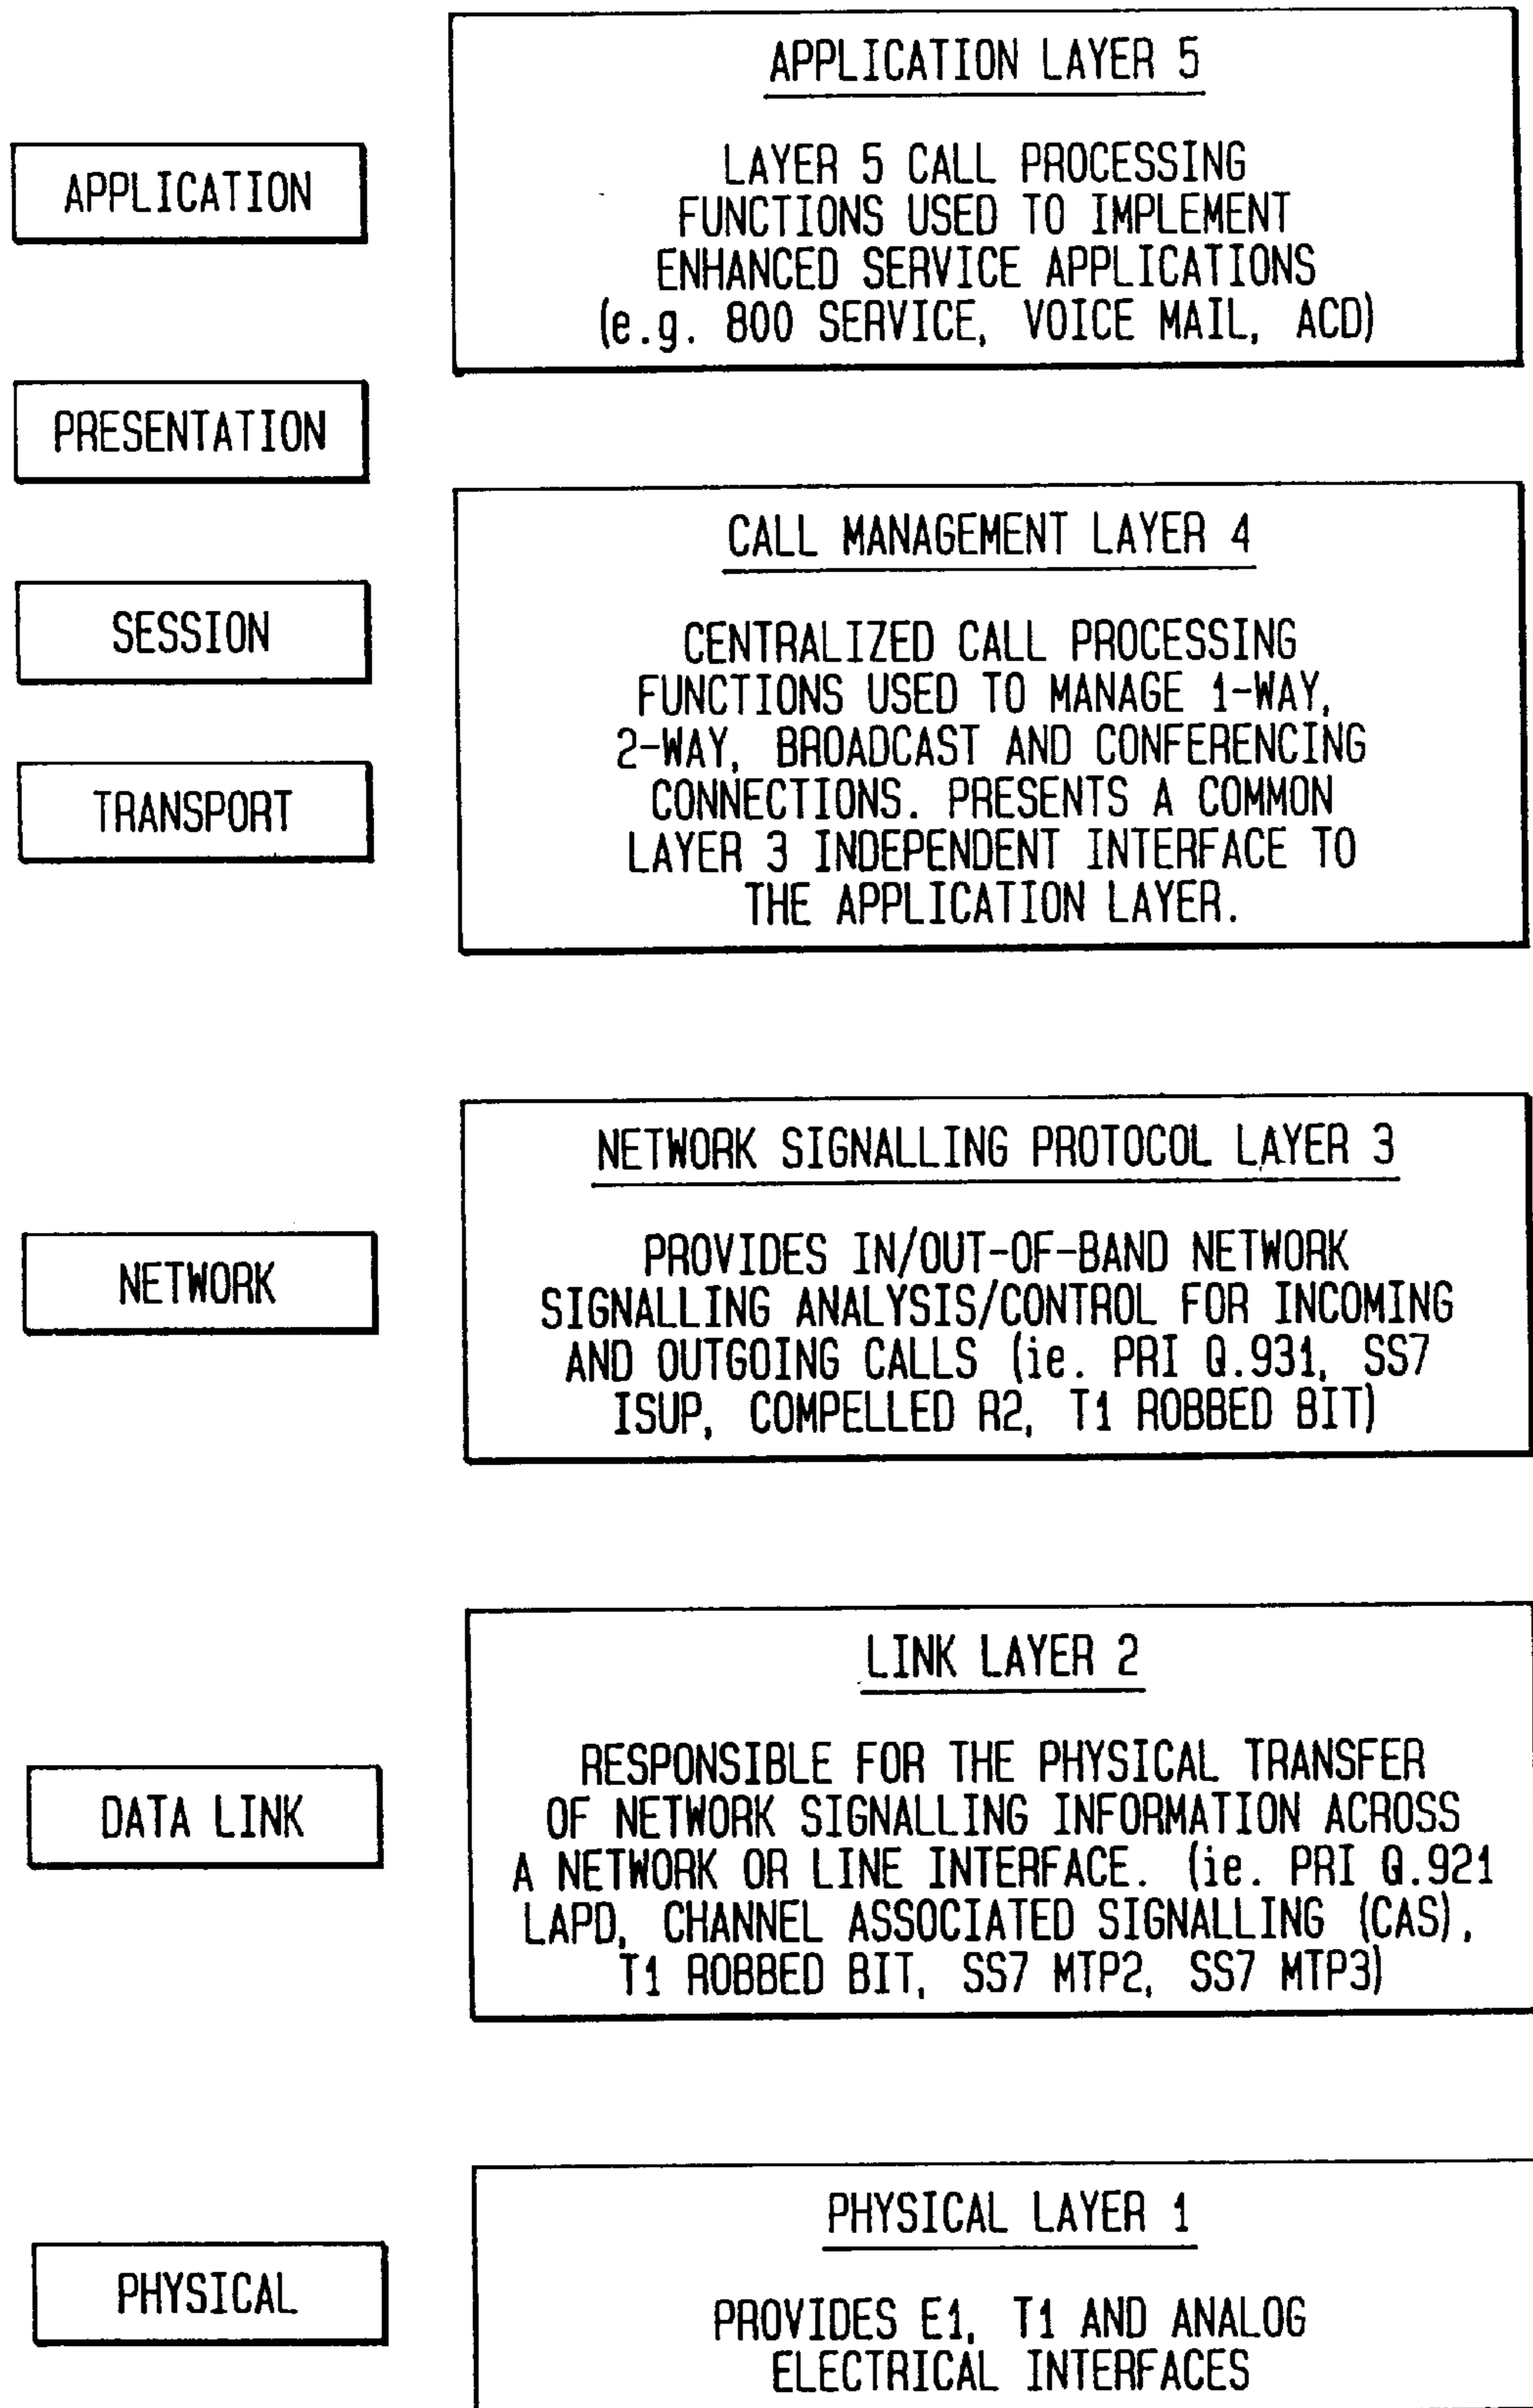 APPLICATION LAYER 5
APPLICATION
LAYER 5 CALL PROCESSING
FUNCTIONS USED TO IMPLEMENT
ENHANCED SERVICE APPLICATIONS
(e.g. 800 SERVICE, VOICE MAIL, ACD)
PRESENTATION
CALL MANAGEMENT LAYER 4
SESSION
CENTRALIZED CALL PROCESSING
FUNCTIONS USED TO MANAGE 1-WAY,
2-WAY, BROADCAST AND CONFERENCING
CONNECTIONS. PRESENTS A COMMON
LAYER 3 INDEPENDENT INTERFACE TO
THE APPLICATION LAYER.
TRANSPORT
NETWORK SIGNALLING PROTOCOL LAYER 3
NETWORK
PROVIDES IN/OUT-OF-BAND NETWORK
SIGNALLING ANALYSIS/CONTROL FOR INCOMING
AND OUTGOING CALLS (ie. PRI Q.931, SS7
ISUP, COMPELLED R2, T1 ROBBED BIT)
LINK LAYER 2
DATA LINK
RESPONSIBLE FOR THE PHYSICAL TRANSFER
OF NETWORK SIGNALLING INFORMATION ACROSS
A NETWORK OR LINE INTERFACE. (ie. PRI Q.921
LAPD, CHANNEL ASSOCIATED SIGNALLING (CAS),
T1 ROBBED BIT, SS7 MTP2, SS7 MTP3)
PHYSICAL LAYER 1
PHYSICAL
PROVIDES E1, T1 AND ANALOG
ELECTRICAL INTERFACES